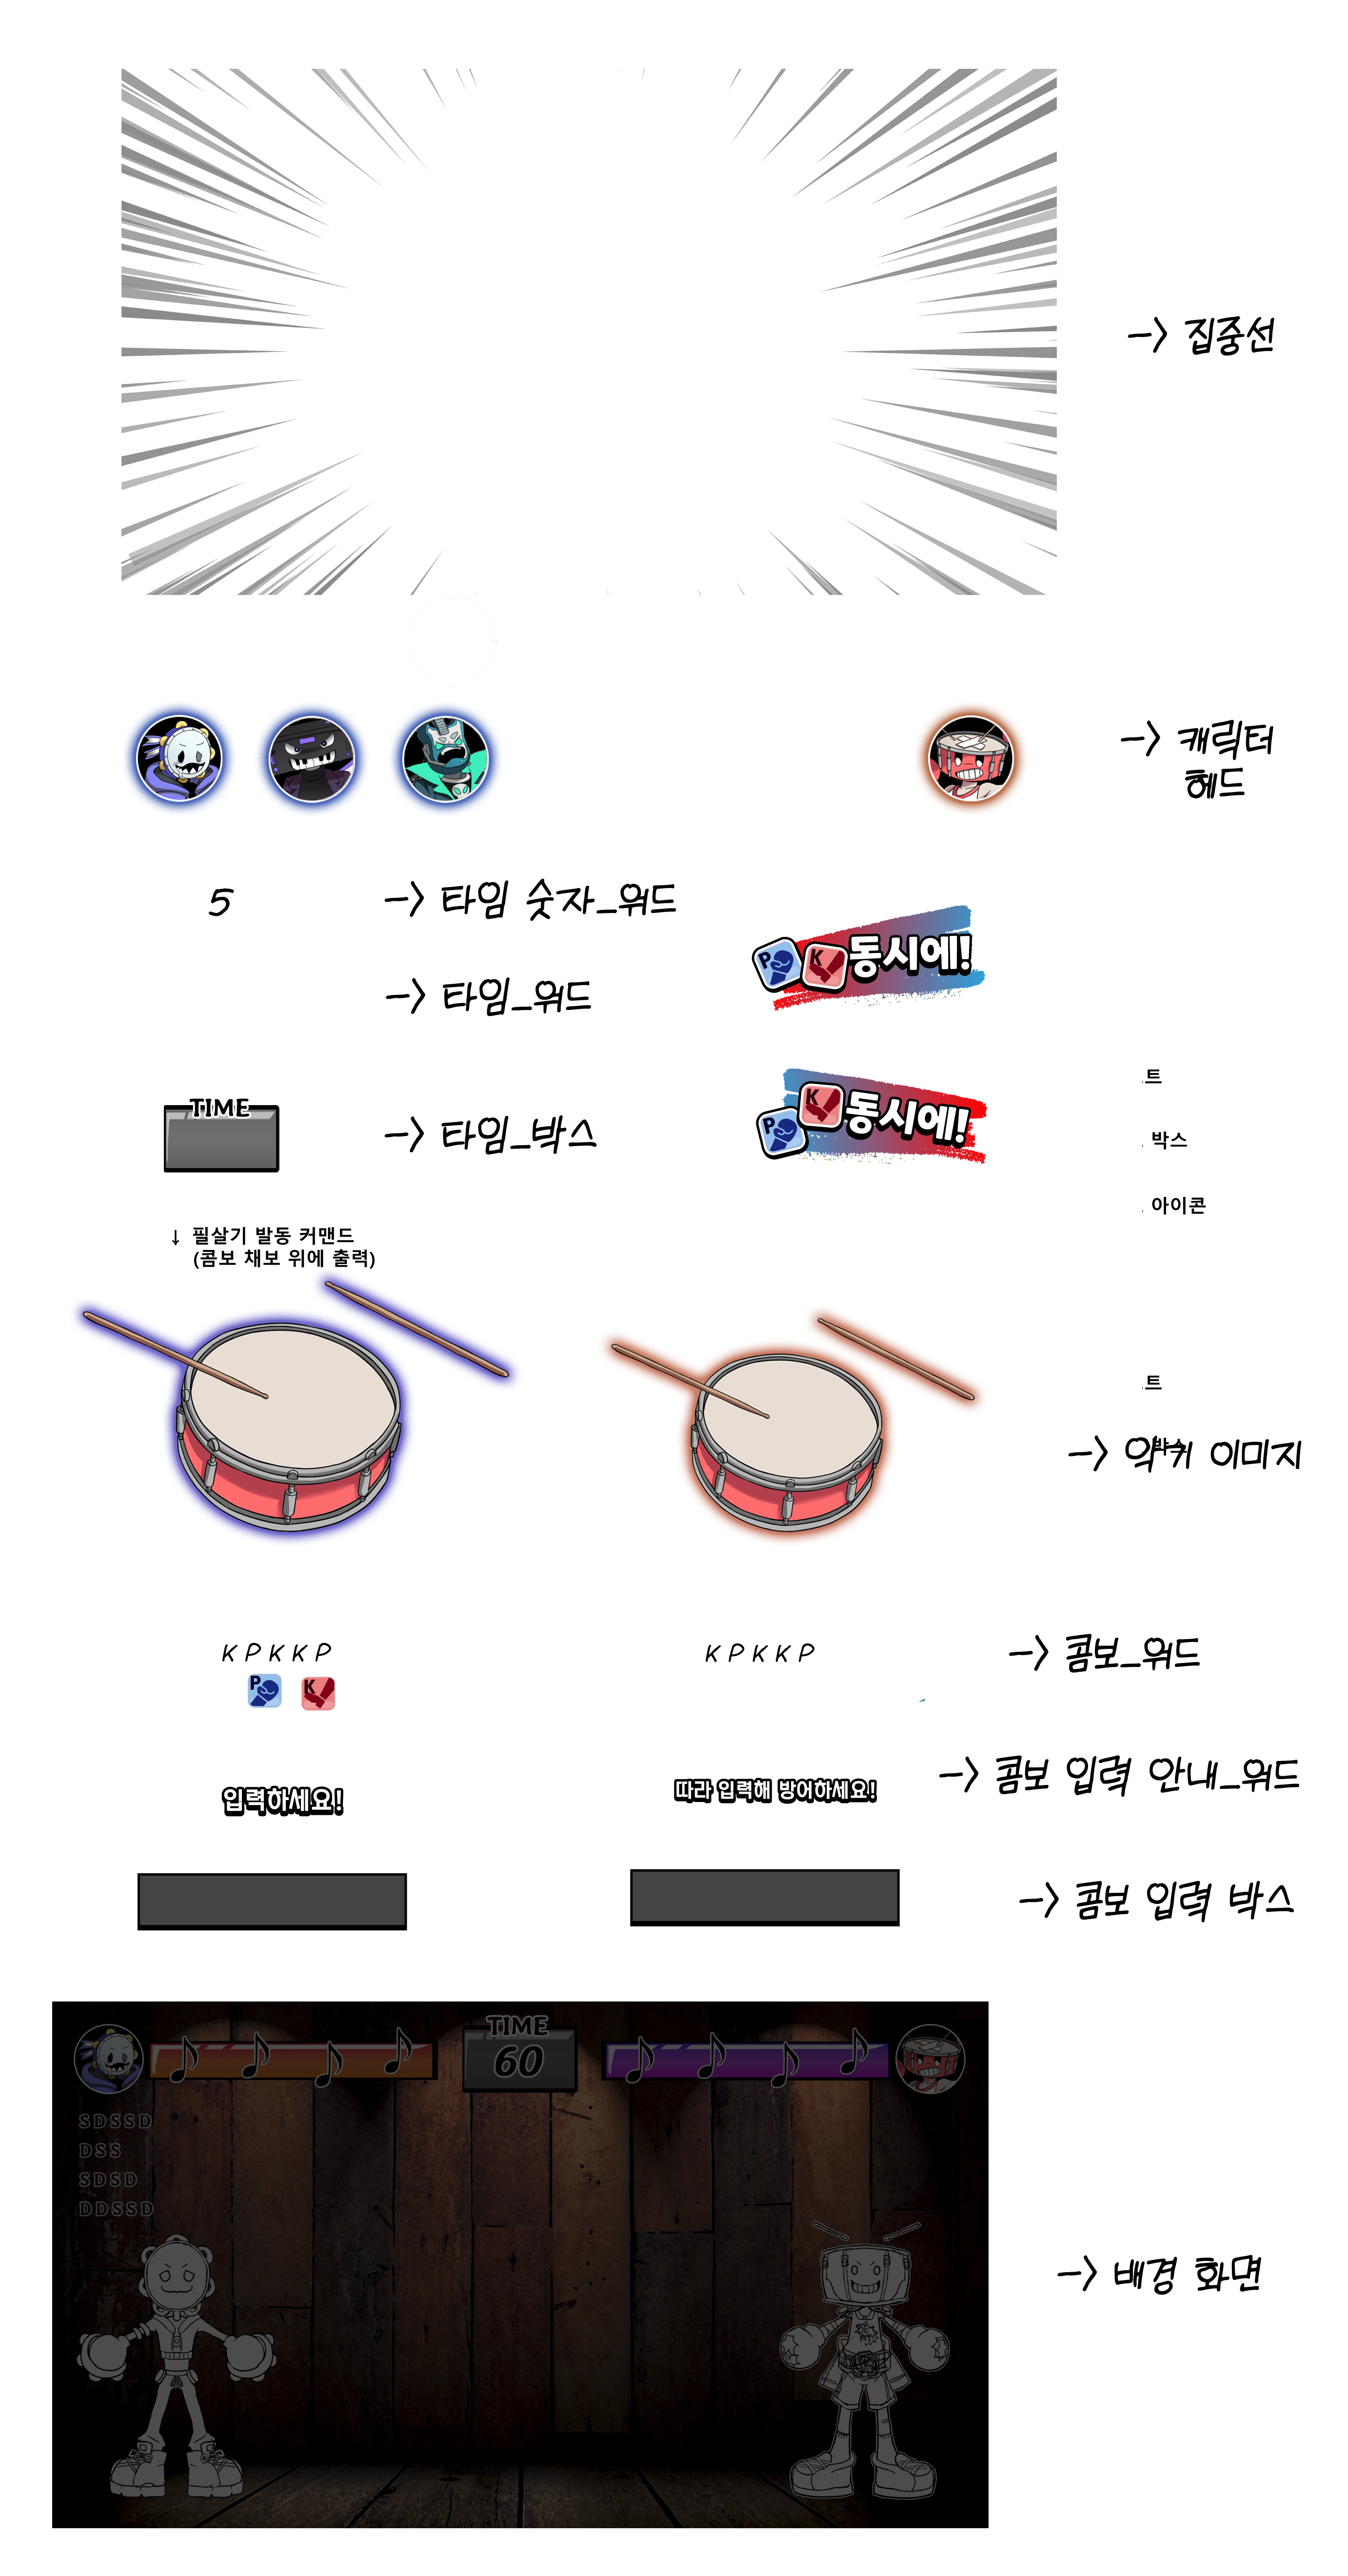 -> 집중선
-> 캐릭터
헤드
5
-> 타임 숫자_워드
P K 동시에!
-> 타임_워드
P K 동시에!
트
TIME
-> 타임_박스
. 박스
. 아이콘
↓ 필살기 발동 커맨드
(콤보 채보 위에 출력)
트
박스
-> 악기 이미지
K P K K P
K P K K P
-> 콤보_워드
P K
-> 콤보 입력 안내_워드
입력하세요!
따라 입력해 방어하세요!
-> 콤보 입력 박스
TIME
60
SDSSD
DSS
SDSD
DDSSD
-> 배경 화면